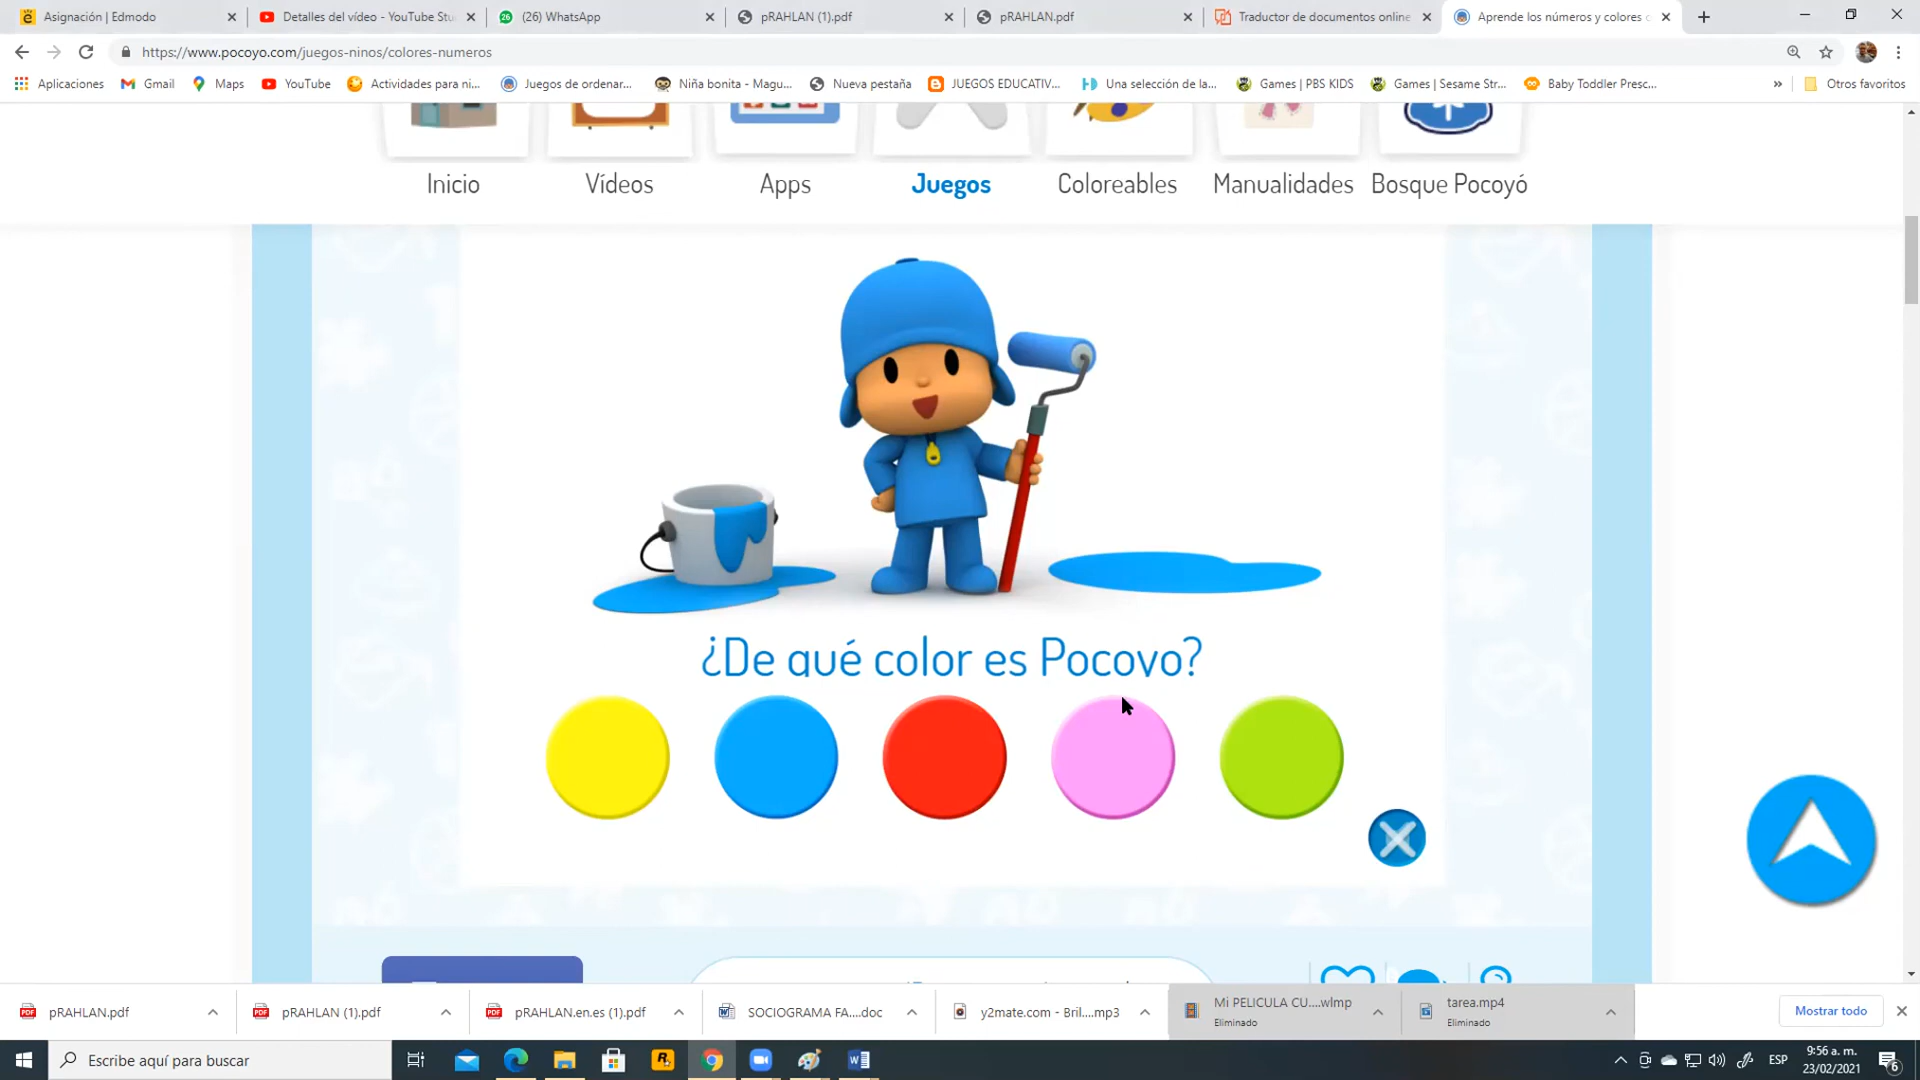 Asignación | Edmodo
Detalles del vídeo - YouTube Stu
(26) WhatsApp
pRAHLAN (1).pdf
pRAHLAN.pdf
Traductor de documentos online
Aprende los números y colores c
https://www.pocoyo.com/juegos-ninos/colores-numeros
Aplicaciones
Gmail
Maps
YouTube
Actividades para ni...
Juegos de ordenar...
Niña bonita - Magu...
Nueva pestaña
JUEGOS EDUCATIV...
Una selección de la...
Games | PBS KIDS
Games | Sesame Str...
Baby Toddler Presc...
»
Otros favoritos
Inicio
Vídeos
Apps
Juegos
Coloreables
Manualidades
Bosque Pocoyó
¿De qué color es Pocoyo?
pRAHLAN.pdf
pRAHLAN (1).pdf
pRAHLAN.en.es (1).pdf
SOCIOGRAMA FA....doc
y2mate.com - Bril....mp3
Mi PELICULA CU....wlmp
Eliminado
tarea.mp4
Eliminado
Mostrar todo
Escribe aquí para buscar
ESP
9:56 a. m.
23/02/2021
6